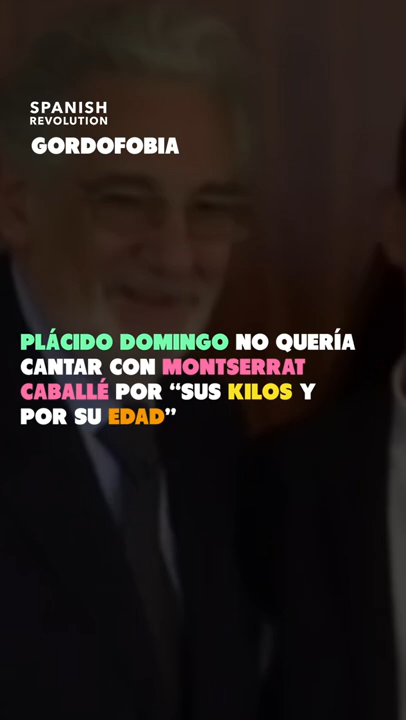 SPANISH
REVOLUTION
GORDOFOBIA
PLÁCIDO DOMINGO NO QUERÍA
CANTAR CON MONTSERRAT
CABALLÉ POR “SUS KILOS Y
POR SU EDAD”